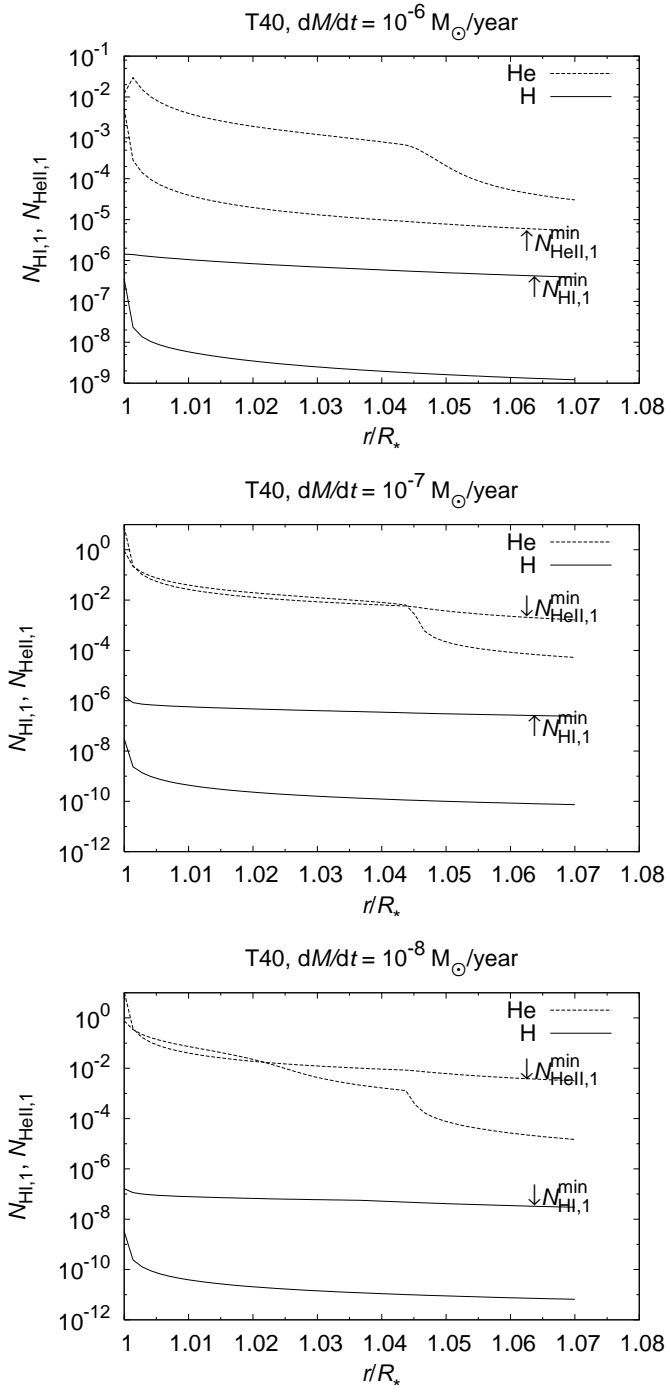 T40, dM/dt = 10^-6 M☉/year
10^-1
10^-2
10^-3
10^-4
10^-5
10^-6
10^-7
10^-8
10^-9
N_HI,1, N_HeII,1
He
H
↑N^min_HeII,1
↑N^min_HI,1
1 1.01 1.02 1.03 1.04 1.05 1.06 1.07 1.08
r/R_*
T40, dM/dt = 10^-7 M☉/year
10^0
10^-2
10^-4
10^-6
10^-8
10^-10
10^-12
N_HI,1, N_HeII,1
He
H
↓N^min_HeII,1
↑N^min_HI,1
1 1.01 1.02 1.03 1.04 1.05 1.06 1.07 1.08
r/R_*
T40, dM/dt = 10^-8 M☉/year
10^0
10^-2
10^-4
10^-6
10^-8
10^-10
10^-12
N_HI,1, N_HeII,1
He
H
↓N^min_HeII,1
↓N^min_HI,1
1 1.01 1.02 1.03 1.04 1.05 1.06 1.07 1.08
r/R_*